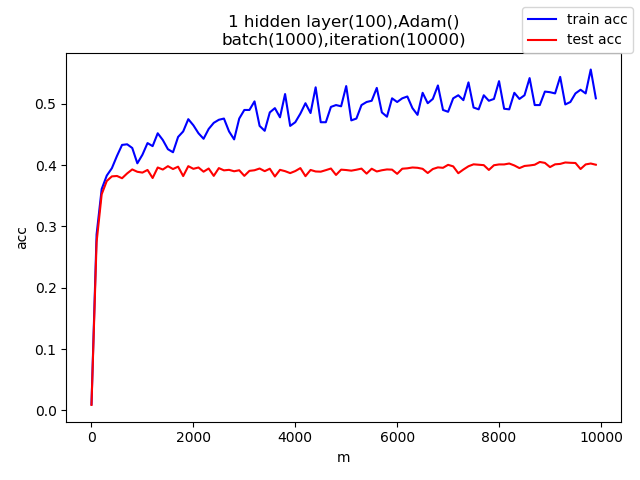 1 hidden layer(100),Adam()
batch(1000),iteration(10000)
train acc
test acc
acc
0.5
0.4
0.3
0.2
0.1
0.0
0 2000 4000 6000 8000 10000
m